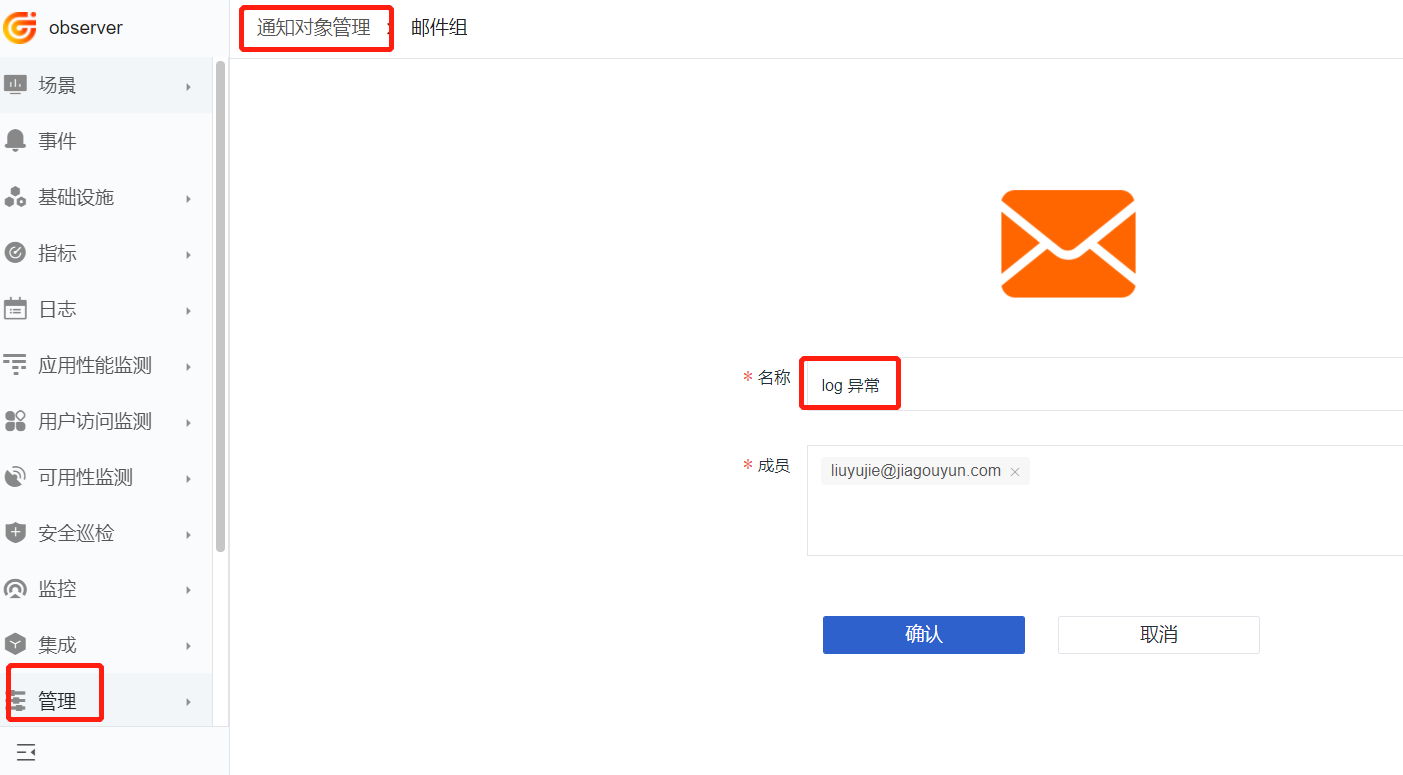 observer
场景
事件
基础设施
指标
日志
应用性能监测
用户访问监测
可用性监测
安全巡检
监控
集成
管理
通知对象管理
邮件组
* 名称
log 异常
* 成员
liuyujie@jiagouyun.com ×
确认
取消